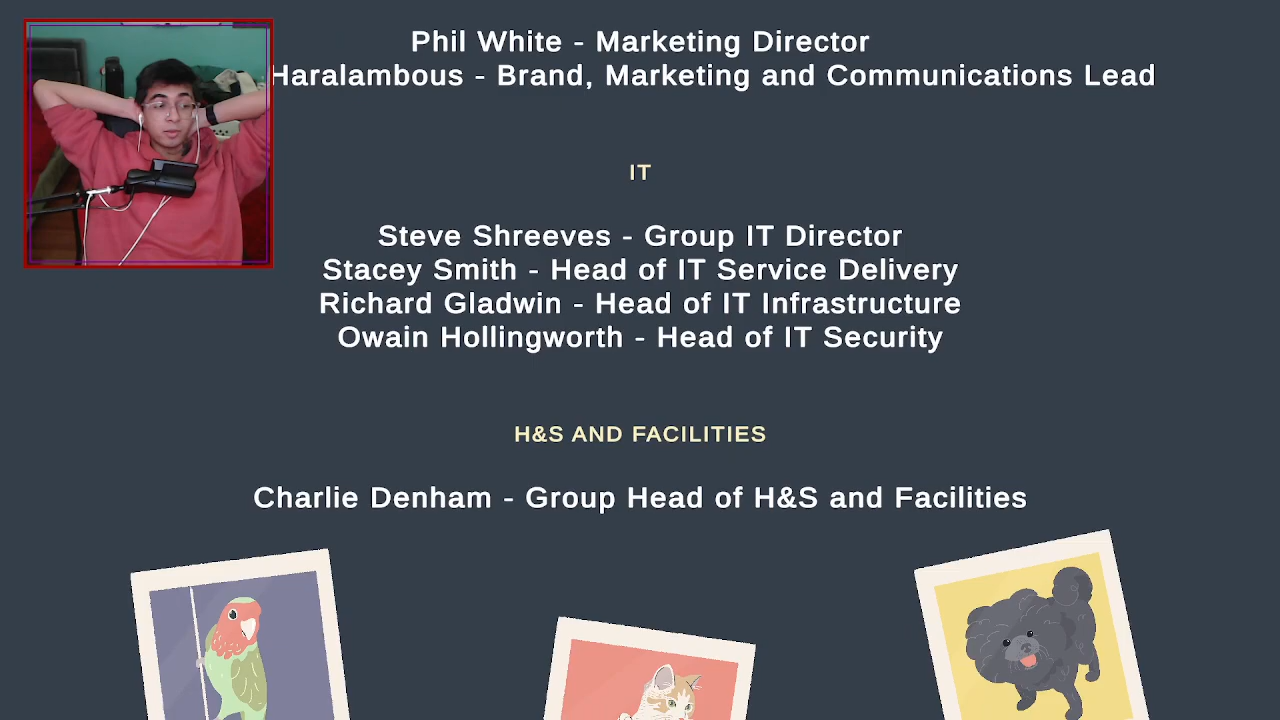 Phil White - Marketing Director
Haralambous - Brand, Marketing and Communications Lead
IT
Steve Shreeves - Group IT Director
Stacey Smith - Head of IT Service Delivery
Richard Gladwin - Head of IT Infrastructure
Owain Hollingworth - Head of IT Security
H&S AND FACILITIES
Charlie Denham - Group Head of H&S and Facilities